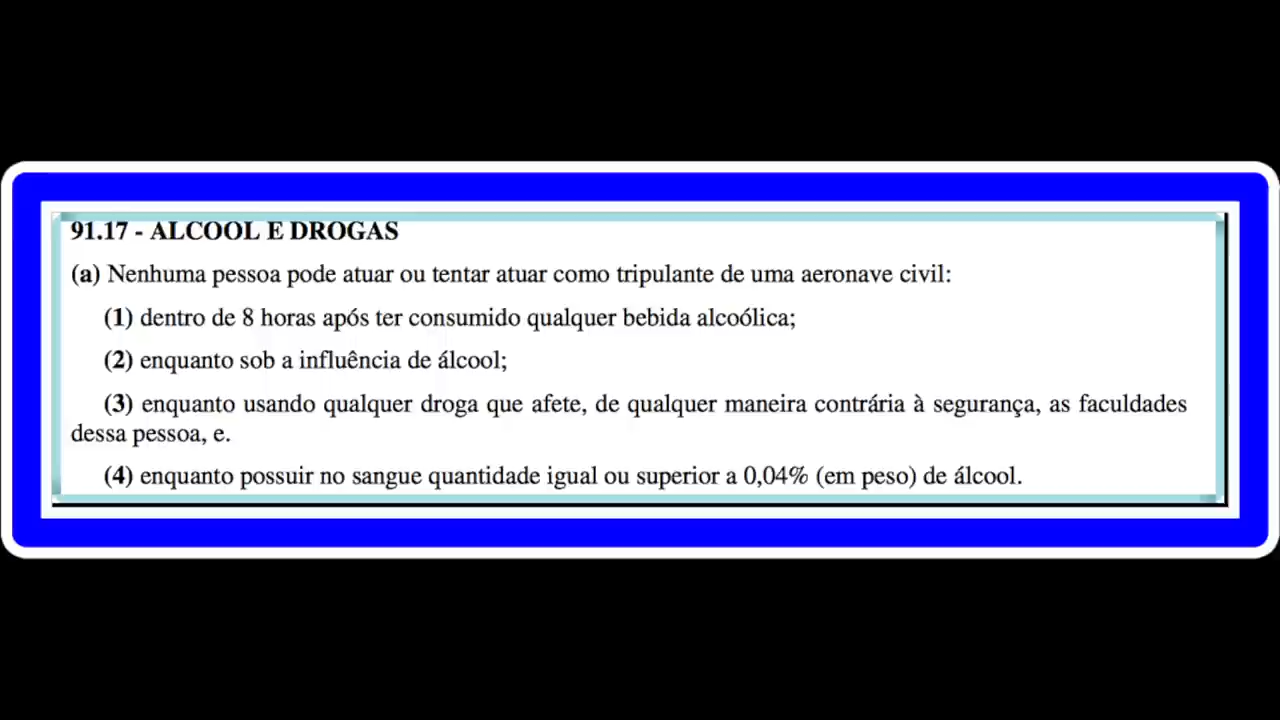 91.17 - ALCOOL E DROGAS
(a) Nenhuma pessoa pode atuar ou tentar atuar como tripulante de uma aeronave civil:
(1) dentro de 8 horas após ter consumido qualquer bebida alcoólica;
(2) enquanto sob a influência de álcool;
(3) enquanto usando qualquer droga que afete, de qualquer maneira contrária à segurança, as faculdades
dessa pessoa, e.
(4) enquanto possuir no sangue quantidade igual ou superior a 0,04% (em peso) de álcool.